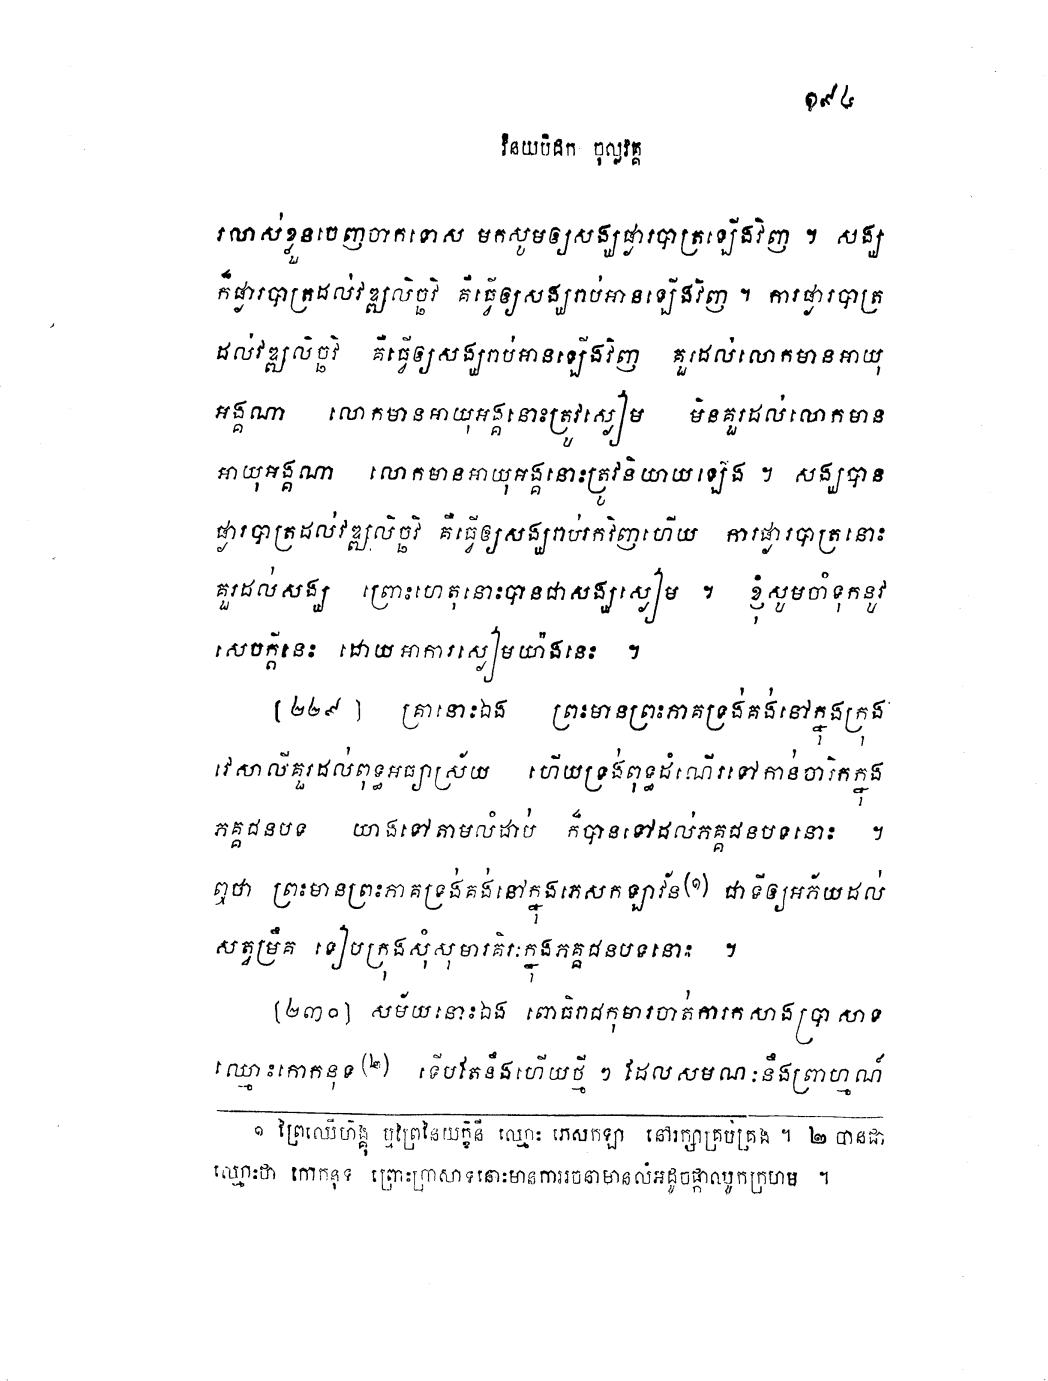 ១៩៤
វិនយបិដក ចុល្លវគ្គ
រលាស់ខ្លួនចេញចាកទោស មកសូមឲ្យសង្ឃផ្ងារបាត្រឡើងវិញ ។ សង្ឃ
ក៏ផ្ងារបាត្រដល់វឌ្ឍលិច្ឆវិ គឺធ្វើឲ្យសង្ឃរាប់អានឡើងវិញ ។ ការផ្ងារបាត្រ
ដល់វឌ្ឍលិច្ឆវិ គឺធ្វើឲ្យសង្ឃរាប់អានឡើងវិញ គួរដល់លោកមានអាយុ
អង្គណា លោកមានអាយុអង្គនោះត្រូវស្ងៀម មិនគួរដល់លោកមាន
អាយុអង្គណា លោកមានអាយុអង្គនោះត្រូវនិយាយឡើង ។ សង្ឃបាន
ផ្ងារបាត្រដល់វឌ្ឍលិច្ឆវិ គឺធ្វើឲ្យសង្ឃរាប់រកវិញហើយ ការផ្ងារបាត្រនោះ
គួរដល់សង្ឃ ព្រោះហេតុនោះបានជាសង្ឃស្ងៀម ។ ខ្ញុំសូមចាំទុកនូវ
សេចក្តីនេះ ដោយអាការស្ងៀមយ៉ាងនេះ ។
[២២៩] គ្រានោះឯង ព្រះមានព្រះភាគទ្រង់គង់នៅក្នុងក្រុង
វេសាលីគួរដល់ពុទ្ធអធ្យាស្រ័យ ហើយទ្រង់ពុទ្ធដំណើរទៅកាន់ចារិកក្នុង
ភគ្គជនបទ យាងទៅតាមលំដាប់ ក៏បានទៅដល់ភគ្គជនបទនោះ ។
ឮថា ព្រះមានព្រះភាគទ្រង់គង់នៅក្នុងភេសកឡាវ័ន(១) ជាទីឲ្យអភ័យដល់
សត្វម្រឹគ ទៀបក្រុងសុំសុមារគិរៈក្នុងភគ្គជនបទនោះ ។
[២៣០] សម័យនោះឯង ពោធិរាជកុមារចាត់ការកសាងប្រាសាទ
ឈ្មោះកោកនុទ(២) ទើបតែនឹងហើយថ្មី ៗ ដែលសមណៈនឹងព្រាហ្មណ៍
១ ព្រៃឈើហិង្គុ ឬព្រៃនៃយក្ខិនី ឈ្មោះ ភេសកឡា នៅរក្សាគ្រប់គ្រង ។ ២ បានជា
ឈ្មោះថា កោកនុទ ព្រោះប្រាសាទនោះមានការរចនាមានលំអដូចផ្កាឈូកក្រហម ។